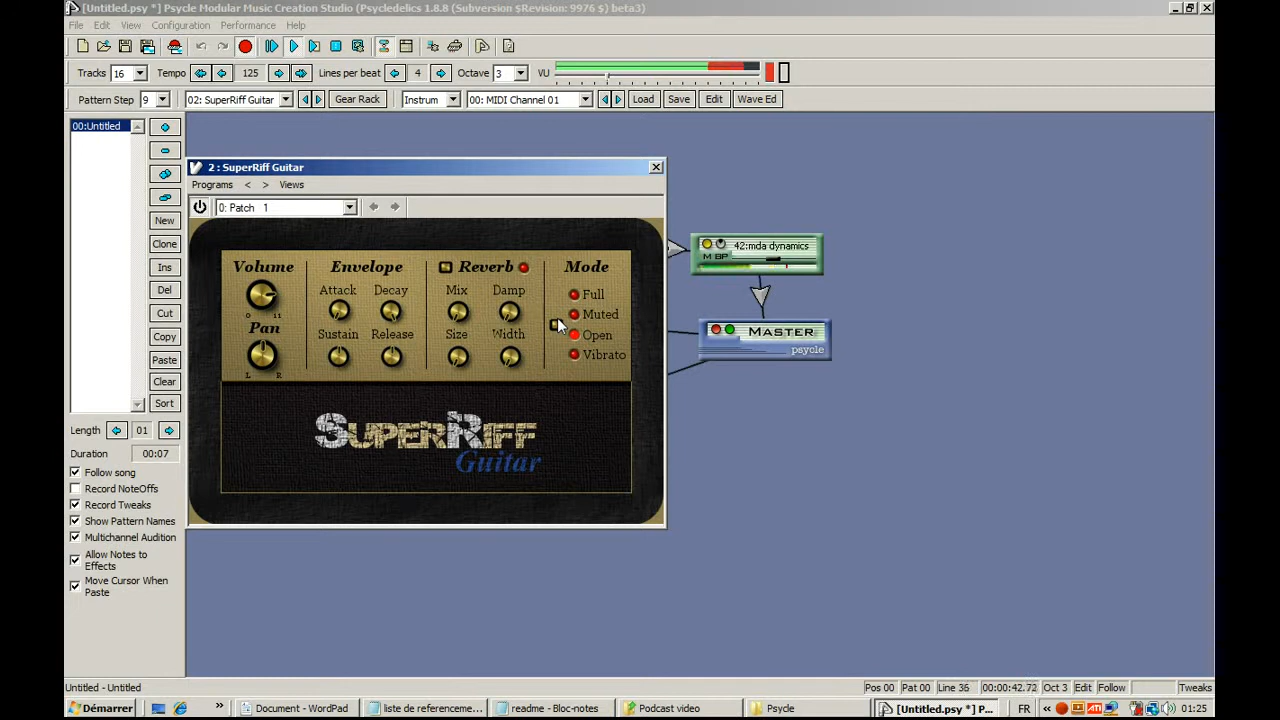 [Untitled.psy *] Psycle Modular Music Creation Studio (Psycledelics 1.8.8 (Subversion $Revision: 9976 $) beta3)
File Edit View Configuration Performance Help
Tracks 16 Tempo 125 Lines per beat 4 Octave 3 VU
Pattern Step 9 02: SuperRiff Guitar Gear Rack Instrum 00: MIDI Channel 01 Load Save Edit Wave Ed
00:Untitled
New
Clone
Ins
Del
Cut
Copy
Paste
Clear
Sort
Length 01
Duration 00:07
Follow song
Record NoteOffs
Record Tweaks
Show Pattern Names
Multichannel Audition
Allow Notes to
Effects
Move Cursor When
Paste
2 : SuperRiff Guitar
Programs < > Views
0: Patch 1
Volume Envelope Reverb Mode
0 11
Pan
L R
Attack Decay
Sustain Release
Mix Damp
Size Width
Full
Muted
Open
Vibrato
SuperRiff
Guitar
42:mda dynamics
M BP
MASTER
psycle
Untitled - Untitled Pos 00 Pat 00 Line 36 00:00:42.72 Oct 3 Edit Follow Tweaks
Démarrer » Document - WordPad liste de referenceme... readme - Bloc-notes Podcast video Psycle [Untitled.psy *] P... FR « ATI 01:25